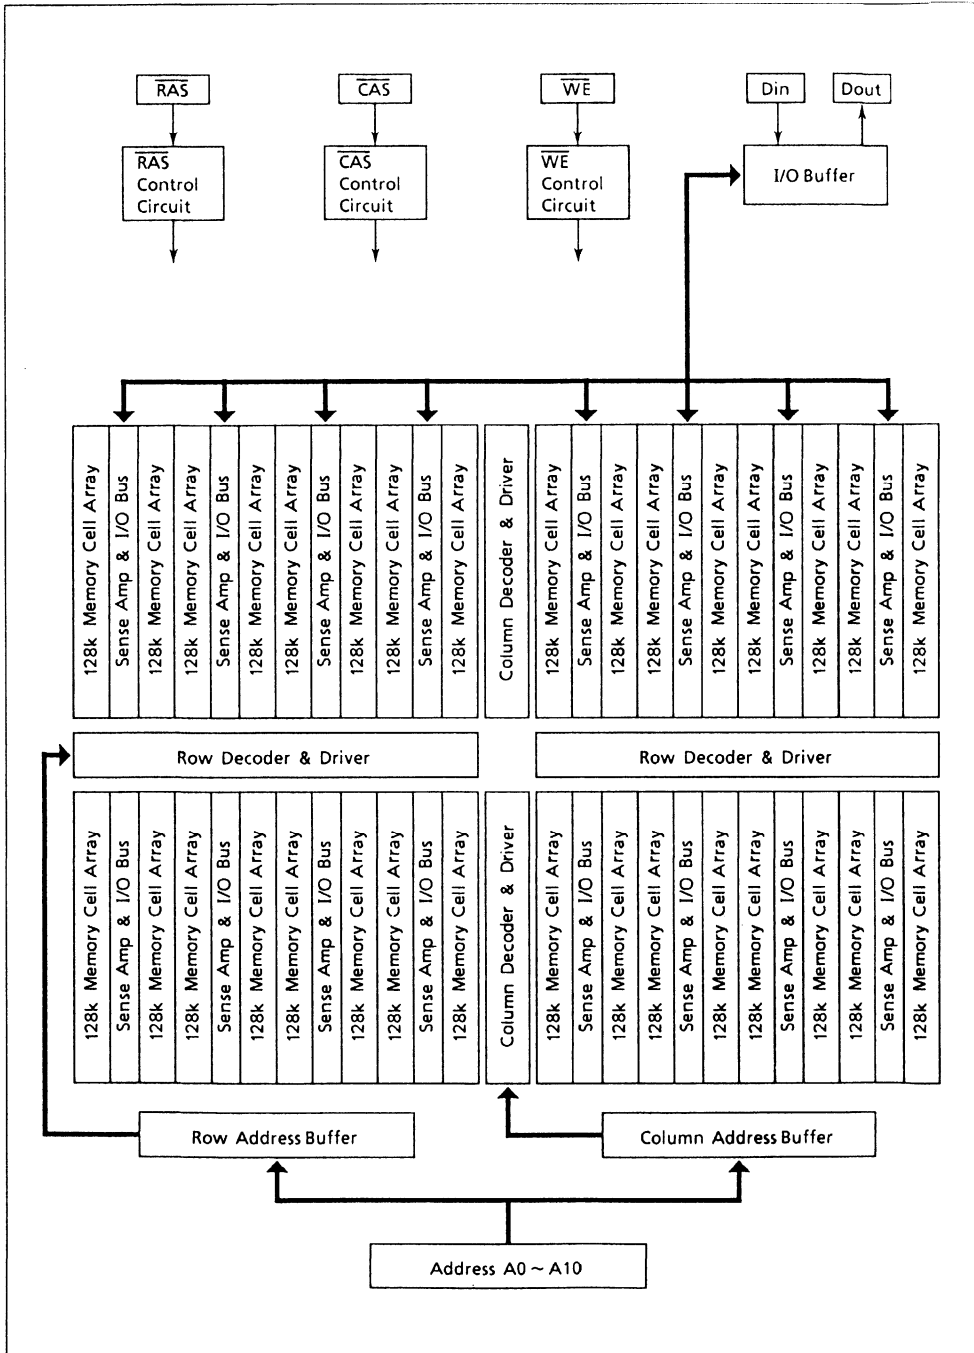 RAS
CAS
WE
Din
Dout
RAS
Control
Circuit
CAS
Control
Circuit
WE
Control
Circuit
I/O Buffer
128k Memory Cell Array
Sense Amp & I/O Bus
128k Memory Cell Array
128k Memory Cell Array
Sense Amp & I/O Bus
128k Memory Cell Array
128k Memory Cell Array
Sense Amp & I/O Bus
128k Memory Cell Array
128k Memory Cell Array
Sense Amp & I/O Bus
128k Memory Cell Array
Column Decoder & Driver
128k Memory Cell Array
Sense Amp & I/O Bus
128k Memory Cell Array
128k Memory Cell Array
Sense Amp & I/O Bus
128k Memory Cell Array
128k Memory Cell Array
Sense Amp & I/O Bus
128k Memory Cell Array
128k Memory Cell Array
Sense Amp & I/O Bus
128k Memory Cell Array
Row Decoder & Driver
Row Decoder & Driver
128k Memory Cell Array
Sense Amp & I/O Bus
128k Memory Cell Array
128k Memory Cell Array
Sense Amp & I/O Bus
128k Memory Cell Array
128k Memory Cell Array
Sense Amp & I/O Bus
128k Memory Cell Array
128k Memory Cell Array
Sense Amp & I/O Bus
128k Memory Cell Array
Column Decoder & Driver
128k Memory Cell Array
Sense Amp & I/O Bus
128k Memory Cell Array
128k Memory Cell Array
Sense Amp & I/O Bus
128k Memory Cell Array
128k Memory Cell Array
Sense Amp & I/O Bus
128k Memory Cell Array
128k Memory Cell Array
Sense Amp & I/O Bus
128k Memory Cell Array
Row Address Buffer
Column Address Buffer
Address A0 ~ A10